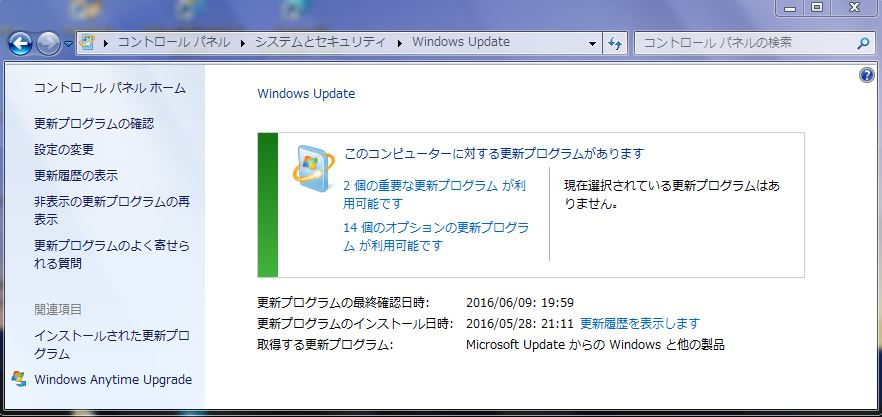 コントロール パネル ▶ システムとセキュリティ ▶ Windows Update
コントロール パネルの検索
コントロール パネル ホーム
更新プログラムの確認
設定の変更
更新履歴の表示
非表示の更新プログラムの再
表示
更新プログラムのよく寄せら
れる質問
関連項目
インストールされた更新プロ
グラム
Windows Anytime Upgrade
Windows Update
このコンピューターに対する更新プログラムがあります
2 個の重要な更新プログラム が利
用可能です
14 個のオプションの更新プログラ
ム が利用可能です
現在選択されている更新プログラムはあ
りません。
更新プログラムの最終確認日時: 2016/06/09: 19:59
更新プログラムのインストール日時: 2016/05/28: 21:11 更新履歴を表示します
取得する更新プログラム: Microsoft Update からの Windows と他の製品